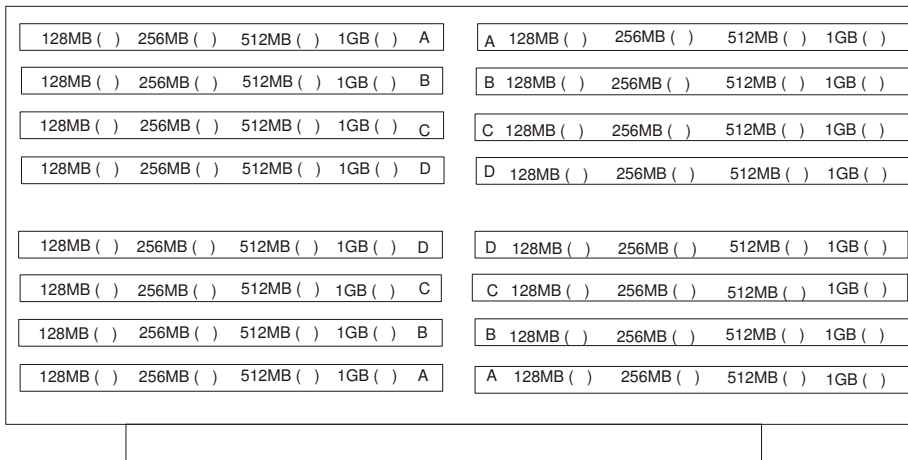 128MB ( ) 256MB ( ) 512MB ( ) 1GB ( ) A
A 128MB ( ) 256MB ( ) 512MB ( ) 1GB ( )
128MB ( ) 256MB ( ) 512MB ( ) 1GB ( ) B
B 128MB ( ) 256MB ( ) 512MB ( ) 1GB ( )
128MB ( ) 256MB ( ) 512MB ( ) 1GB ( ) C
C 128MB ( ) 256MB ( ) 512MB ( ) 1GB ( )
128MB ( ) 256MB ( ) 512MB ( ) 1GB ( ) D
D 128MB ( ) 256MB ( ) 512MB ( ) 1GB ( )
128MB ( ) 256MB ( ) 512MB ( ) 1GB ( ) D
D 128MB ( ) 256MB ( ) 512MB ( ) 1GB ( )
128MB ( ) 256MB ( ) 512MB ( ) 1GB ( ) C
C 128MB ( ) 256MB ( ) 512MB ( ) 1GB ( )
128MB ( ) 256MB ( ) 512MB ( ) 1GB ( ) B
B 128MB ( ) 256MB ( ) 512MB ( ) 1GB ( )
128MB ( ) 256MB ( ) 512MB ( ) 1GB ( ) A
A 128MB ( ) 256MB ( ) 512MB ( ) 1GB ( )